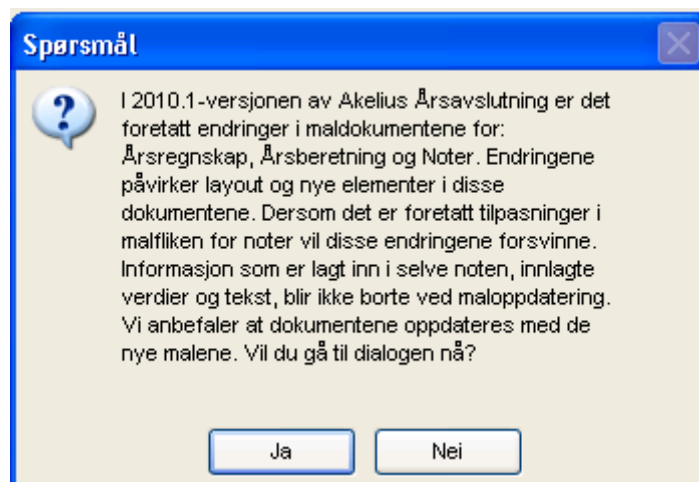 Spørsmål
I 2010.1-versjonen av Akelius Årsavslutning er det
foretatt endringer i maldokumentene for:
Årsregnskap, Årsberetning og Noter. Endringene
påvirker layout og nye elementer i disse
dokumentene. Dersom det er foretatt tilpasninger i
malfliken for noter vil disse endringene forsvinne.
Informasjon som er lagt inn i selve noten, innlagte
verdier og tekst, blir ikke borte ved maloppdatering.
Vi anbefaler at dokumentene oppdateres med de
nye malene. Vil du gå til dialogen nå?
Ja
Nei